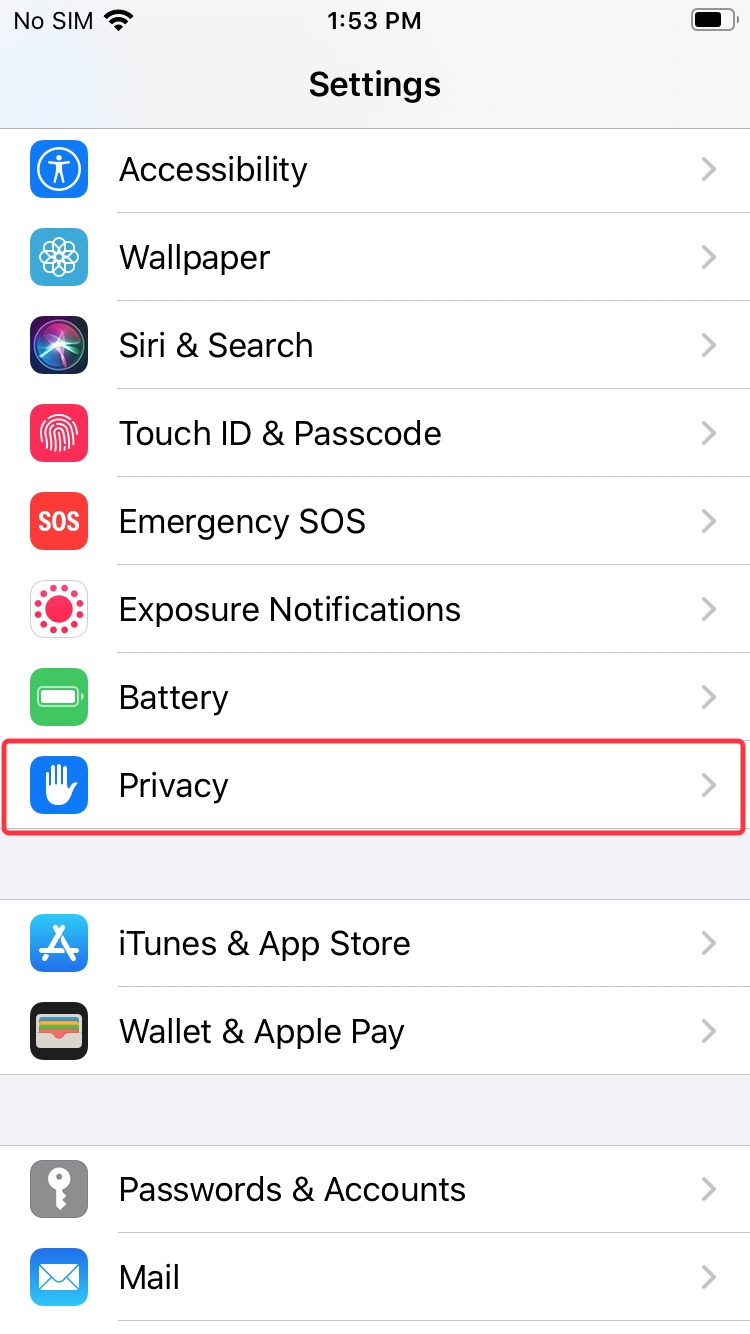 No SIM 1:53 PM
Settings
Accessibility
Wallpaper
Siri & Search
Touch ID & Passcode
SOS Emergency SOS
Exposure Notifications
Battery
Privacy
iTunes & App Store
Wallet & Apple Pay
Passwords & Accounts
Mail